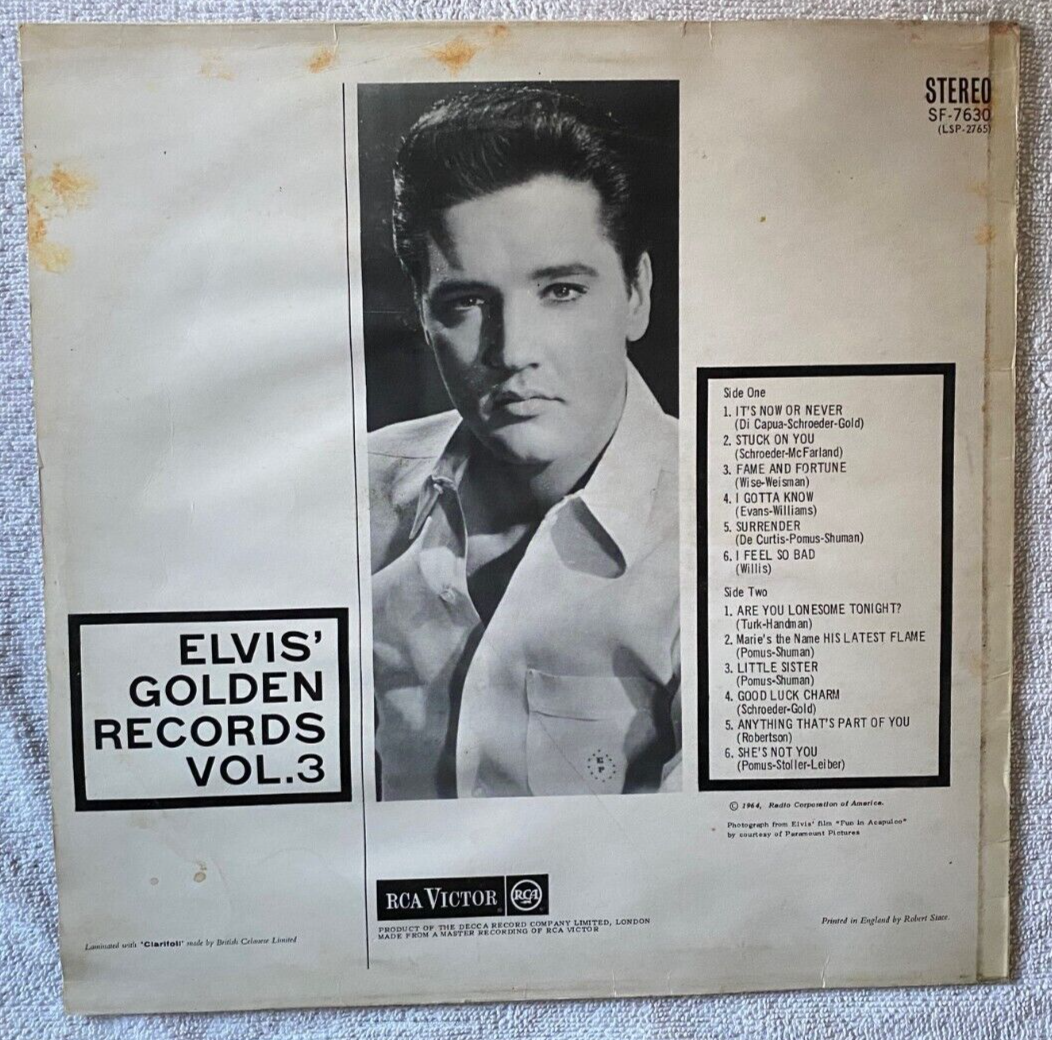 STEREO
SF-7630
(LSP-2765)
Side One
1. IT'S NOW OR NEVER
(Di Capua-Schroeder-Gold)
2. STUCK ON YOU
(Schroeder-McFarland)
3. FAME AND FORTUNE
(Wise-Weisman)
4. I GOTTA KNOW
(Evans-Williams)
5. SURRENDER
(De Curtis-Pomus-Shuman)
6. I FEEL SO BAD
(Willis)
Side Two
1. ARE YOU LONESOME TONIGHT?
(Turk-Handman)
2. Marie's the Name HIS LATEST FLAME
(Pomus-Shuman)
3. LITTLE SISTER
(Pomus-Shuman)
4. GOOD LUCK CHARM
(Schroeder-Gold)
5. ANYTHING THAT'S PART OF YOU
(Robertson)
6. SHE'S NOT YOU
(Pomus-Stoller-Leiber)
ELVIS'
GOLDEN
RECORDS
VOL.3
E
P
© 1964, Radio Corporation of America.
Photograph from Elvis' film "Fun in Acapulco"
by courtesy of Paramount Pictures
RCA VICTOR RCA
PRODUCT OF THE DECCA RECORD COMPANY LIMITED, LONDON
MADE FROM A MASTER RECORDING OF RCA VICTOR
Printed in England by Robert Stace.
Laminated with 'Clarifoil' made by British Celanese Limited